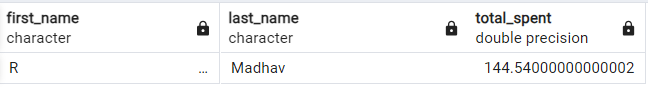 first_name last_name total_spent
character character double precision
R … Madhav 144.54000000000002